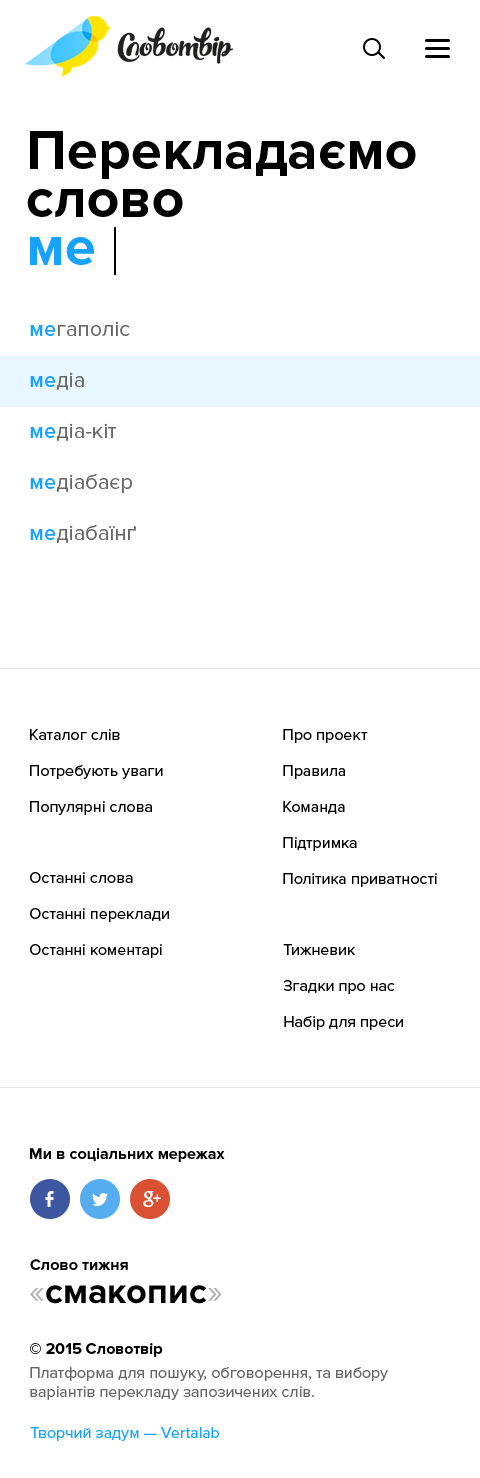 Словотвір
Перекладаємо
слово
ме
мегаполіс
медіа
медіа-кіт
медіабаєр
медіабаїнґ
Каталог слів
Потребують уваги
Популярні слова
Останні слова
Останні переклади
Останні коментарі
Про проект
Правила
Команда
Підтримка
Політика приватності
Тижневик
Згадки про нас
Набір для преси
Ми в соціальних мережах
f
g+
Слово тижня
«смакопис»
© 2015 Словотвір
Платформа для пошуку, обговорення, та вибору
варіантів перекладу запозичених слів.
Творчий задум — Vertalab